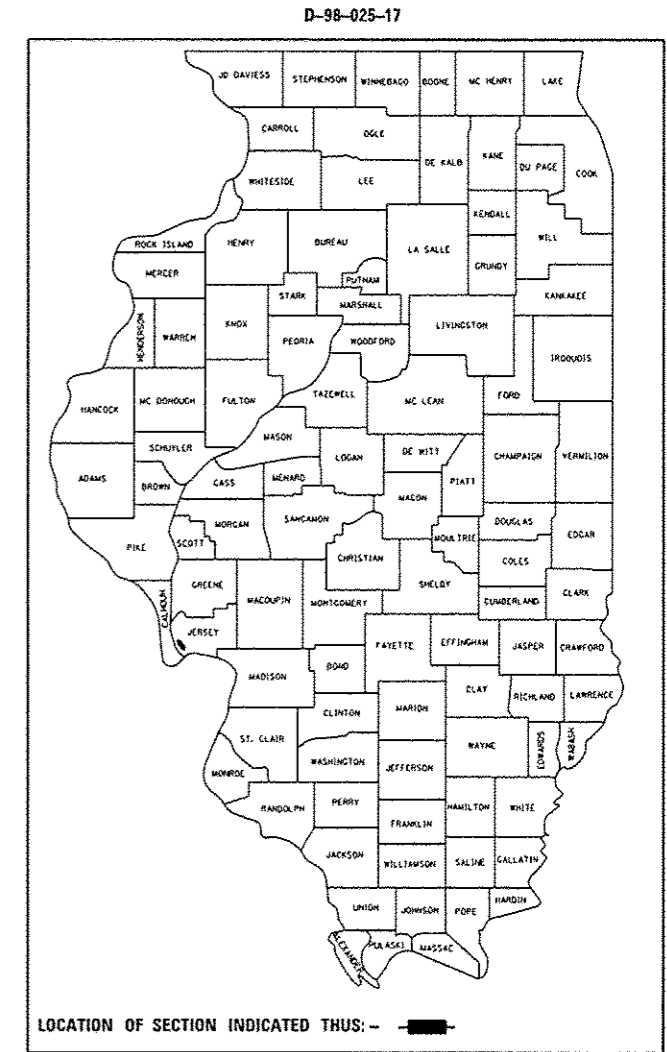 D-98-025-17
JO DAVIESS STEPHENSON WINNEBAGO BOONE MC HENRY LAKE
CARROLL OGLE
DE KALB KANE DU PAGE COOK
WHITESIDE LEE
KENDALL
ROCK ISLAND HENRY BUREAU LA SALLE WILL
GRUNDY
MERCER PUTNAM
STARK MARSHALL KANKAKEE
HENDERSON WARREN KNOX PEORIA WOODFORD LIVINGSTON IROQUOIS
TAZEWELL FORD
HANCOCK MC DONOUGH FULTON MC LEAN
MASON
SCHUYLER LOGAN DE WITT CHAMPAIGN VERMILION
ADAMS BROWN CASS MENARD PIATT
MACON
MORGAN SANGAMON DOUGLAS
PIKE SCOTT MOULTRIE EDGAR
CHRISTIAN COLES
GREENE MACOUPIN SHELBY
CALHOUN MONTGOMERY CUMBERLAND CLARK
JERSEY
FAYETTE EFFINGHAM JASPER CRAWFORD
MADISON BOND
CLAY RICHLAND LAWRENCE
CLINTON MARION
ST. CLAIR WAYNE EDWARDS WABASH
WASHINGTON JEFFERSON
MONROE
RANDOLPH PERRY HAMILTON WHITE
FRANKLIN
JACKSON WILLIAMSON SALINE GALLATIN
UNION JOHNSON POPE HARDIN
ALEXANDER PULASKI MASSKE
LOCATION OF SECTION INDICATED THUS: -